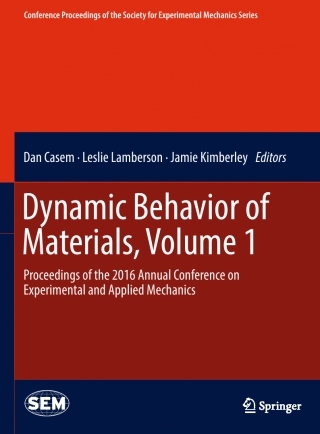 Conference Proceedings of the Society for Experimental Mechanics Series
Dan Casem · Leslie Lamberson · Jamie Kimberley Editors
Dynamic Behavior of
Materials, Volume 1
Proceedings of the 2016 Annual Conference on
Experimental and Applied Mechanics
SEM
Springer